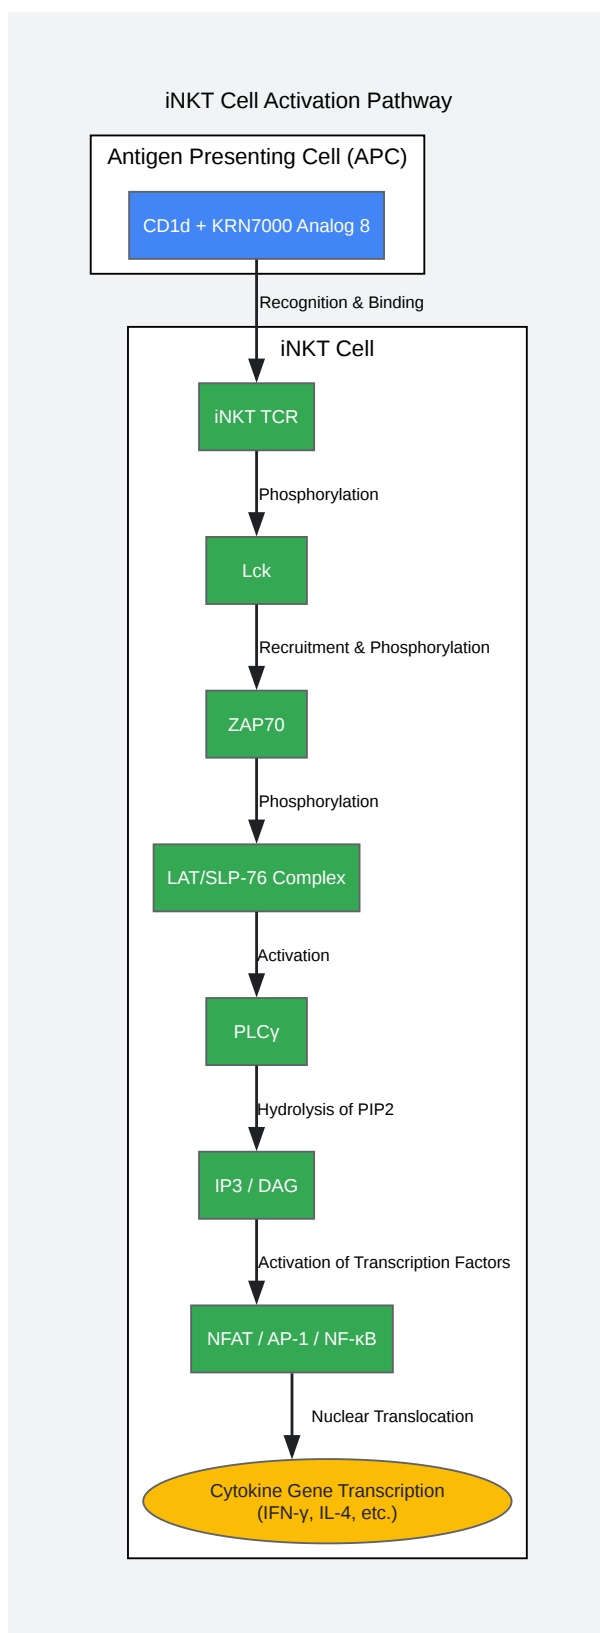 iNKT Cell Activation Pathway
Antigen Presenting Cell (APC)
CD1d + KRN7000 Analog 8
Recognition & Binding
iNKT Cell
iNKT TCR
Phosphorylation
Lck
Recruitment & Phosphorylation
ZAP70
Phosphorylation
LAT/SLP-76 Complex
Activation
PLCγ
Hydrolysis of PIP2
IP3 / DAG
Activation of Transcription Factors
NFAT / AP-1 / NF-κB
Nuclear Translocation
Cytokine Gene Transcription
(IFN-γ, IL-4, etc.)